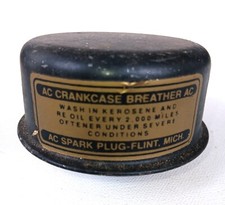 AC CRANKCASE BREATHER AC
WASH IN KEROSENE AND
RE OIL EVERY 2,000 MILES
OFTENER UNDER SEVERE
CONDITIONS
AC SPARK PLUG-FLINT, MICH.